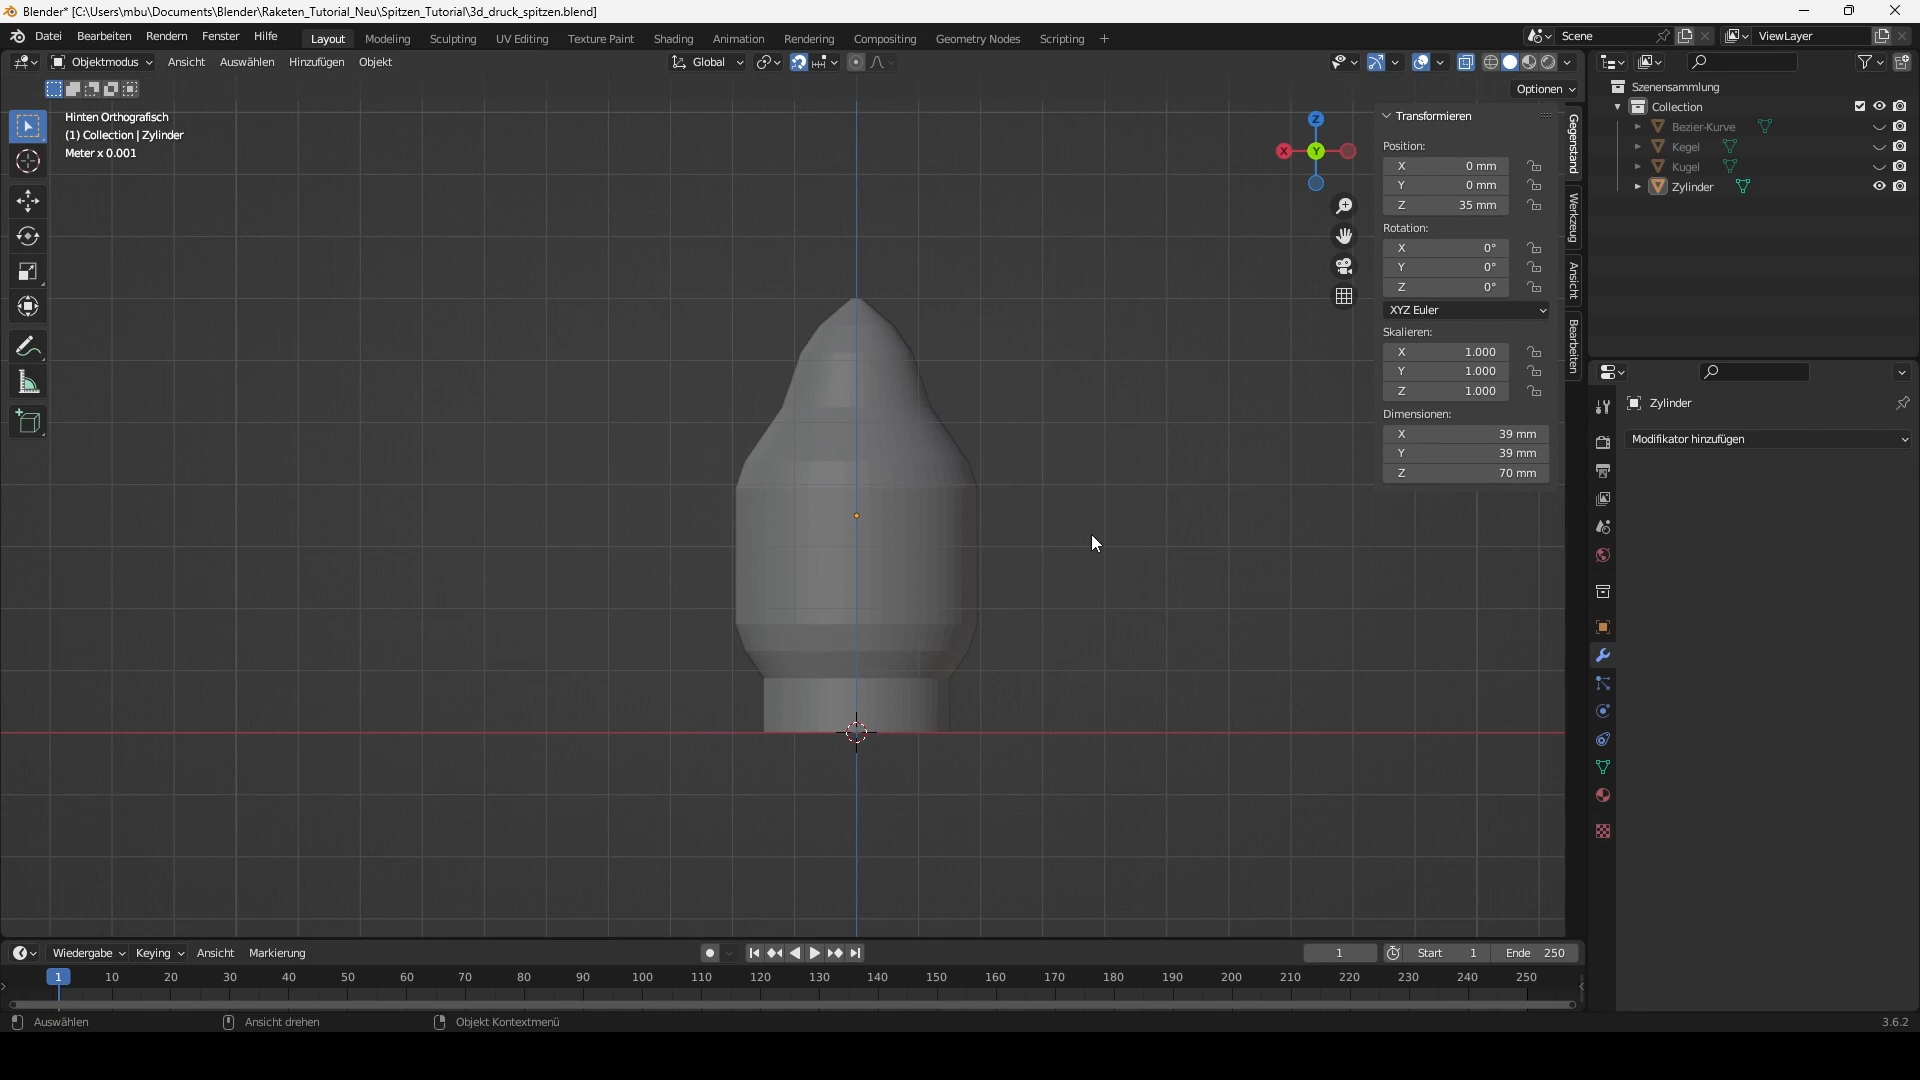 Blender* [C:\Users\mbu\Documents\Blender\Raketen_Tutorial_Neu\Spitzen_Tutorial\3d_druck_spitzen.blend]
Datei Bearbeiten Rendern Fenster Hilfe Layout Modeling Sculpting UV Editing Texture Paint Shading Animation Rendering Compositing Geometry Nodes Scripting + Scene ViewLayer
Objektmodus Ansicht Auswählen Hinzufügen Objekt Global
Optionen
Hinten Orthografisch
(1) Collection | Zylinder
Meter x 0.001
Z
X
Y
Transformieren
Position:
X 0 mm
Y 0 mm
Z 35 mm
Rotation:
X 0°
Y 0°
Z 0°
XYZ Euler
Skalieren:
X 1.000
Y 1.000
Z 1.000
Dimensionen:
X 39 mm
Y 39 mm
Z 70 mm
Gegenstand
Werkzeug
Ansicht
Bearbeiten
Szenensammlung
Collection
Bezier-Kurve
Kegel
Kugel
Zylinder
Zylinder
Modifikator hinzufügen
Wiedergabe Keying Ansicht Markierung 1 Start 1 Ende 250
1 10 20 30 40 50 60 70 80 90 100 110 120 130 140 150 160 170 180 190 200 210 220 230 240 250
Auswählen Ansicht drehen Objekt Kontextmenü 3.6.2